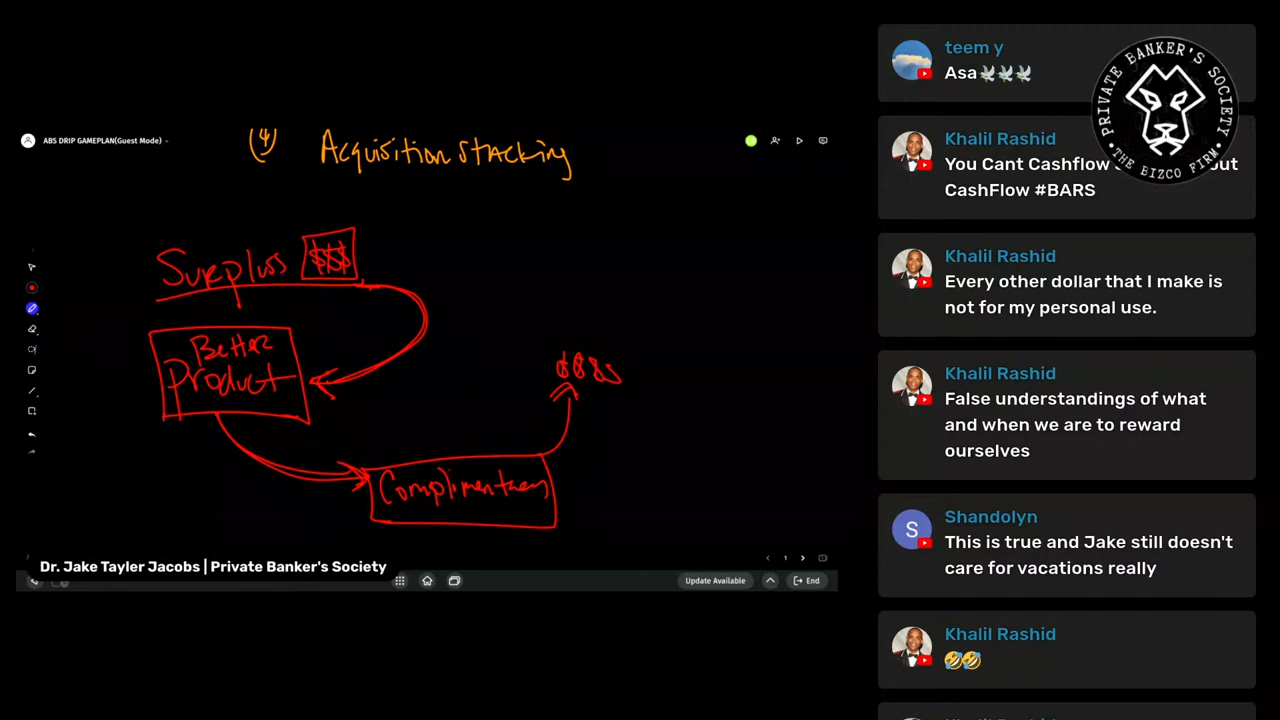 ABS DRIP GAMEPLAN(Guest Mode)
(4) Acquisition Stacking
Surpluss $$$
Better
Product
Complimentary
$$$$
Dr. Jake Tayler Jacobs | Private Banker's Society
1
Update Available
End
teem y
Asa🕊️🕊️🕊️
Khalil Rashid
You Cant Cashflow
out
CashFlow #BARS
Khalil Rashid
Every other dollar that I make is
not for my personal use.
Khalil Rashid
False understandings of what
and when we are to reward
ourselves
S
Shandolyn
This is true and Jake still doesn't
care for vacations really
Khalil Rashid
🤣🤣
PRIVATE BANKER'S SOCIETY
THE BIZCO FIRM